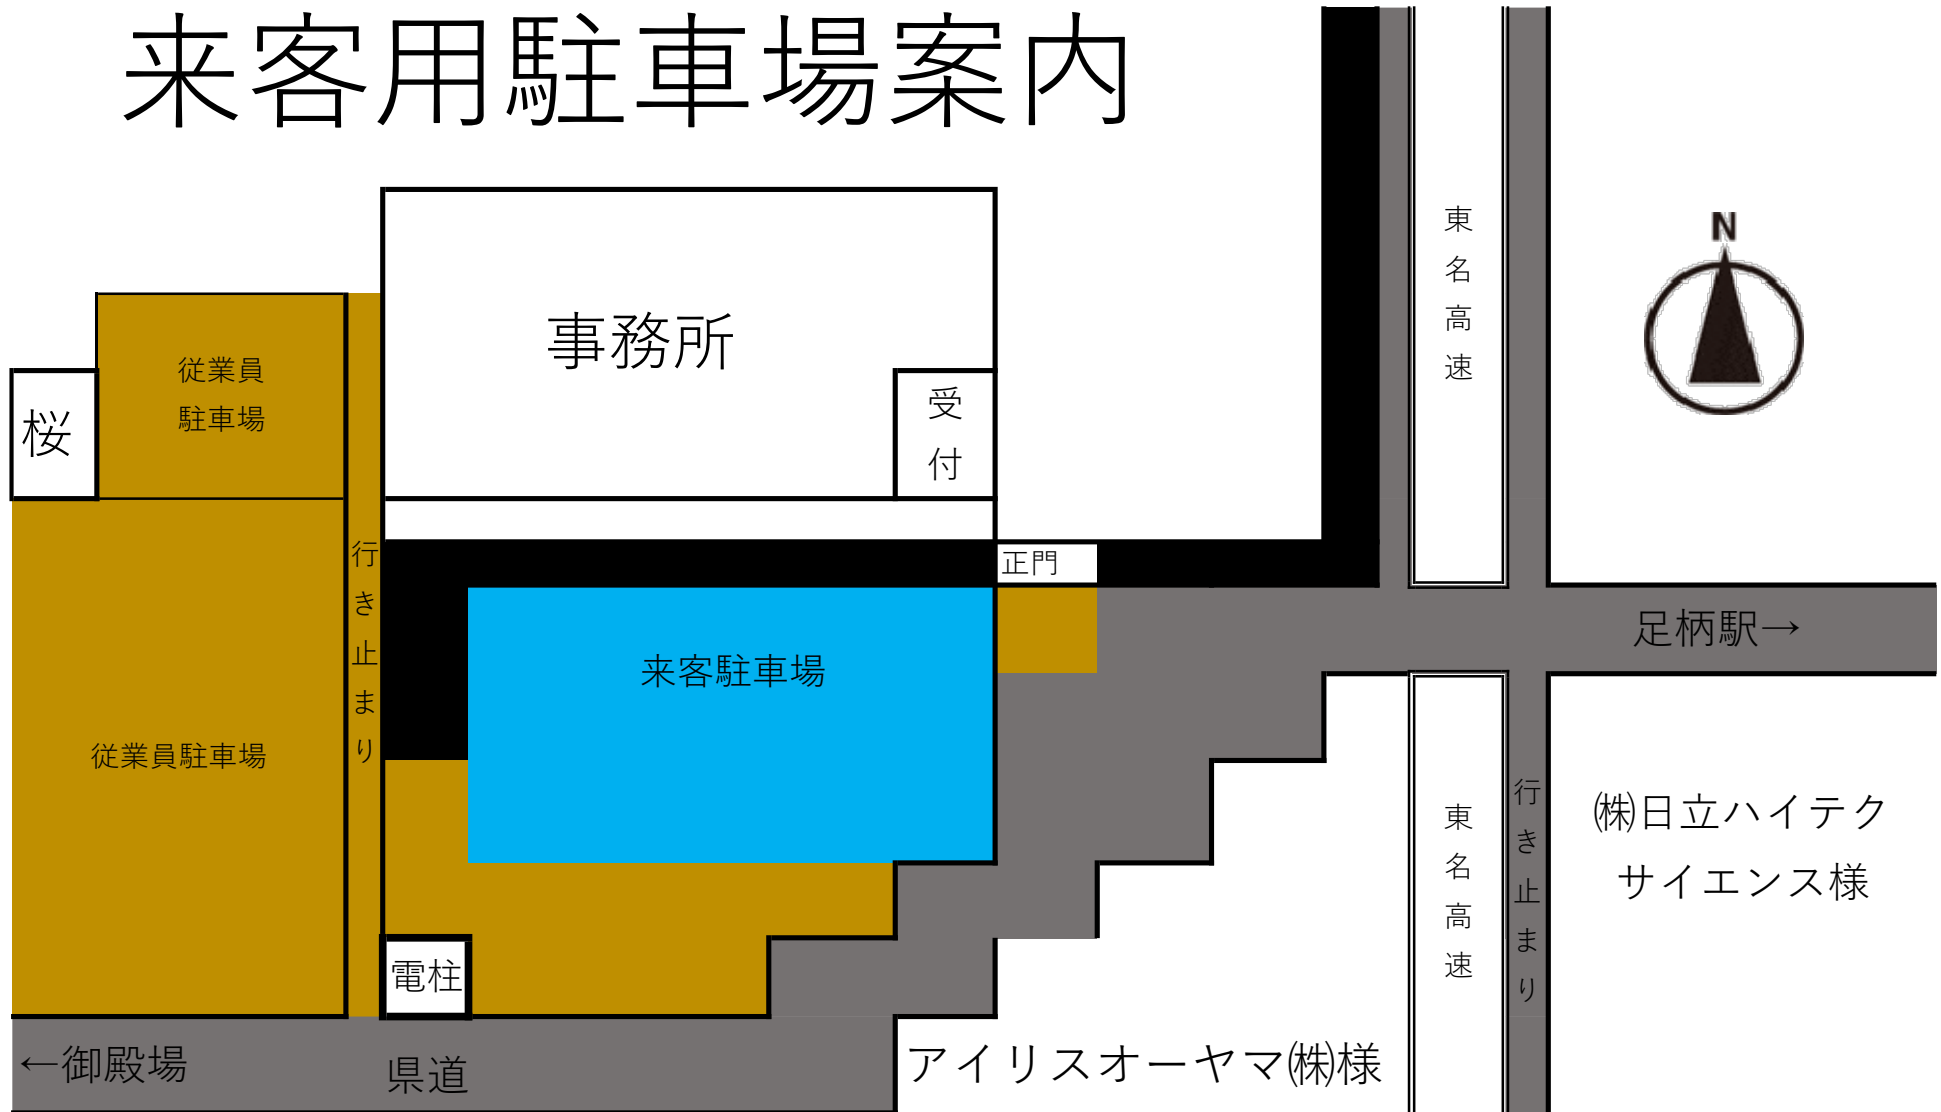 来客用駐車場案内
東名高速
N
事務所
従業員
駐車場
受付
桜
行き止まり
正門
足柄駅→
来客駐車場
従業員駐車場
東名高速
行き止まり
㈱日立ハイテク
サイエンス様
電柱
←御殿場
県道
アイリスオーヤマ㈱様